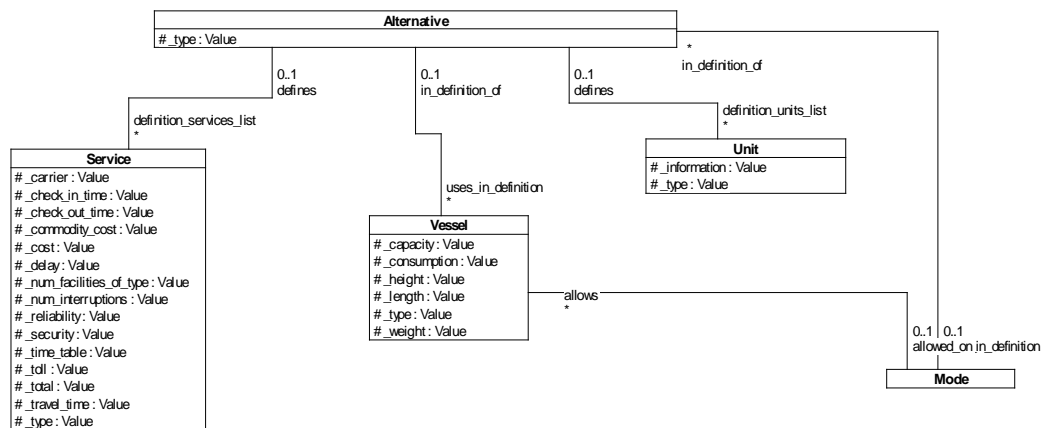 Alternative
# _type : Value
*
in_definition_of
0..1
defines
0..1
in_definition_of
0..1
defines
definition_services_list
*
definition_units_list
*
Service
# _carrier : Value
# _check_in_time : Value
# _check_out_time : Value
# _commodity_cost : Value
# _cost : Value
# _delay : Value
# _num_facilities_of_type : Value
# _num_interruptions : Value
# _reliability : Value
# _security : Value
# _time_table : Value
# _toll : Value
# _total : Value
# _travel_time : Value
# _type : Value
Unit
# _information : Value
# _type : Value
uses_in_definition
*
Vessel
# _capacity : Value
# _consumption : Value
# _height : Value
# _length : Value
# _type : Value
# _weight : Value
allows
*
0..1 0..1
allowed_on in_definition
Mode